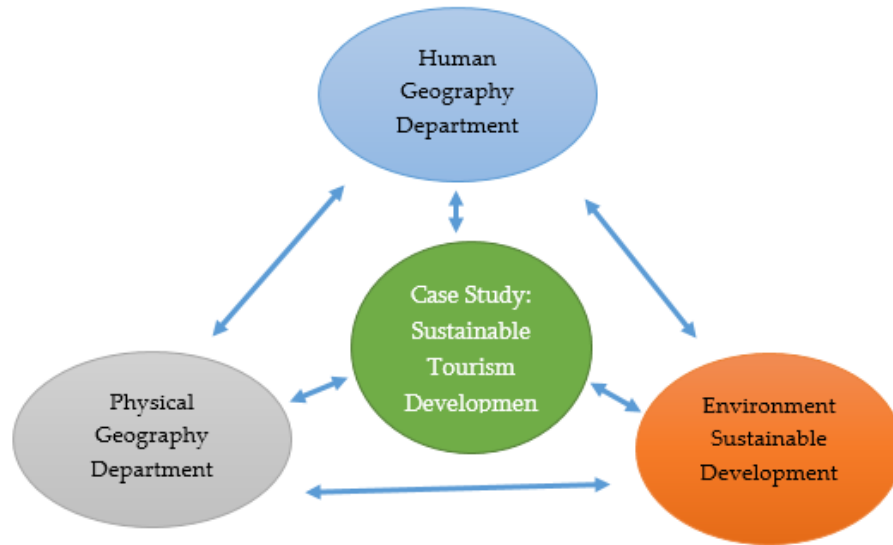 Human
Geography
Department
Case Study:
Sustainable
Tourism
Developmen
Physical
Geography
Department
Environment
Sustainable
Development